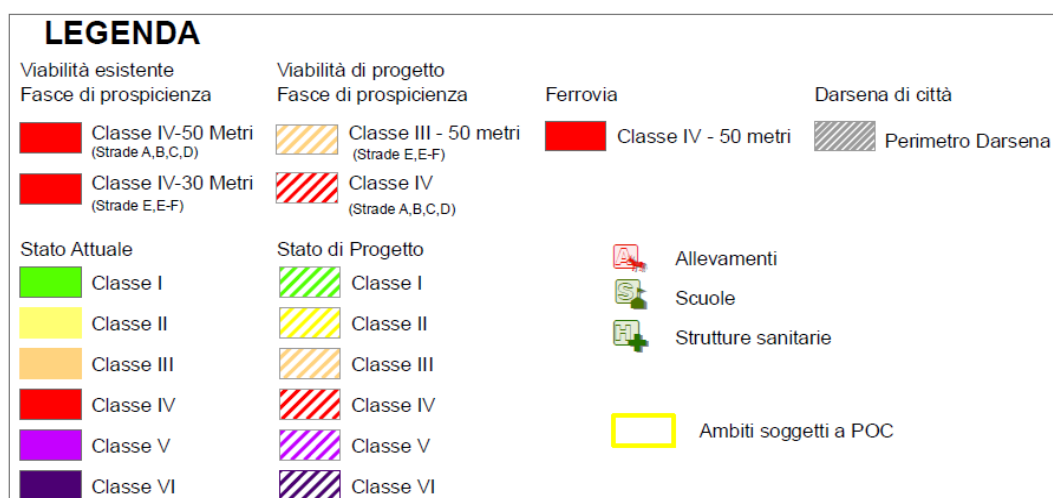 LEGENDA
Viabilità esistente
Fasce di prospicienza
Classe IV-50 Metri
(Strade A,B,C,D)
Classe IV-30 Metri
(Strade E,E-F)
Viabilità di progetto
Fasce di prospicienza
Classe III - 50 metri
(Strade E,E-F)
Classe IV
(Strade A,B,C,D)
Ferrovia
Classe IV - 50 metri
Darsena di città
Perimetro Darsena
Stato Attuale
Classe I
Classe II
Classe III
Classe IV
Classe V
Classe VI
Stato di Progetto
Classe I
Classe II
Classe III
Classe IV
Classe V
Classe VI
A Allevamenti
S Scuole
H Strutture sanitarie
Ambiti soggetti a POC